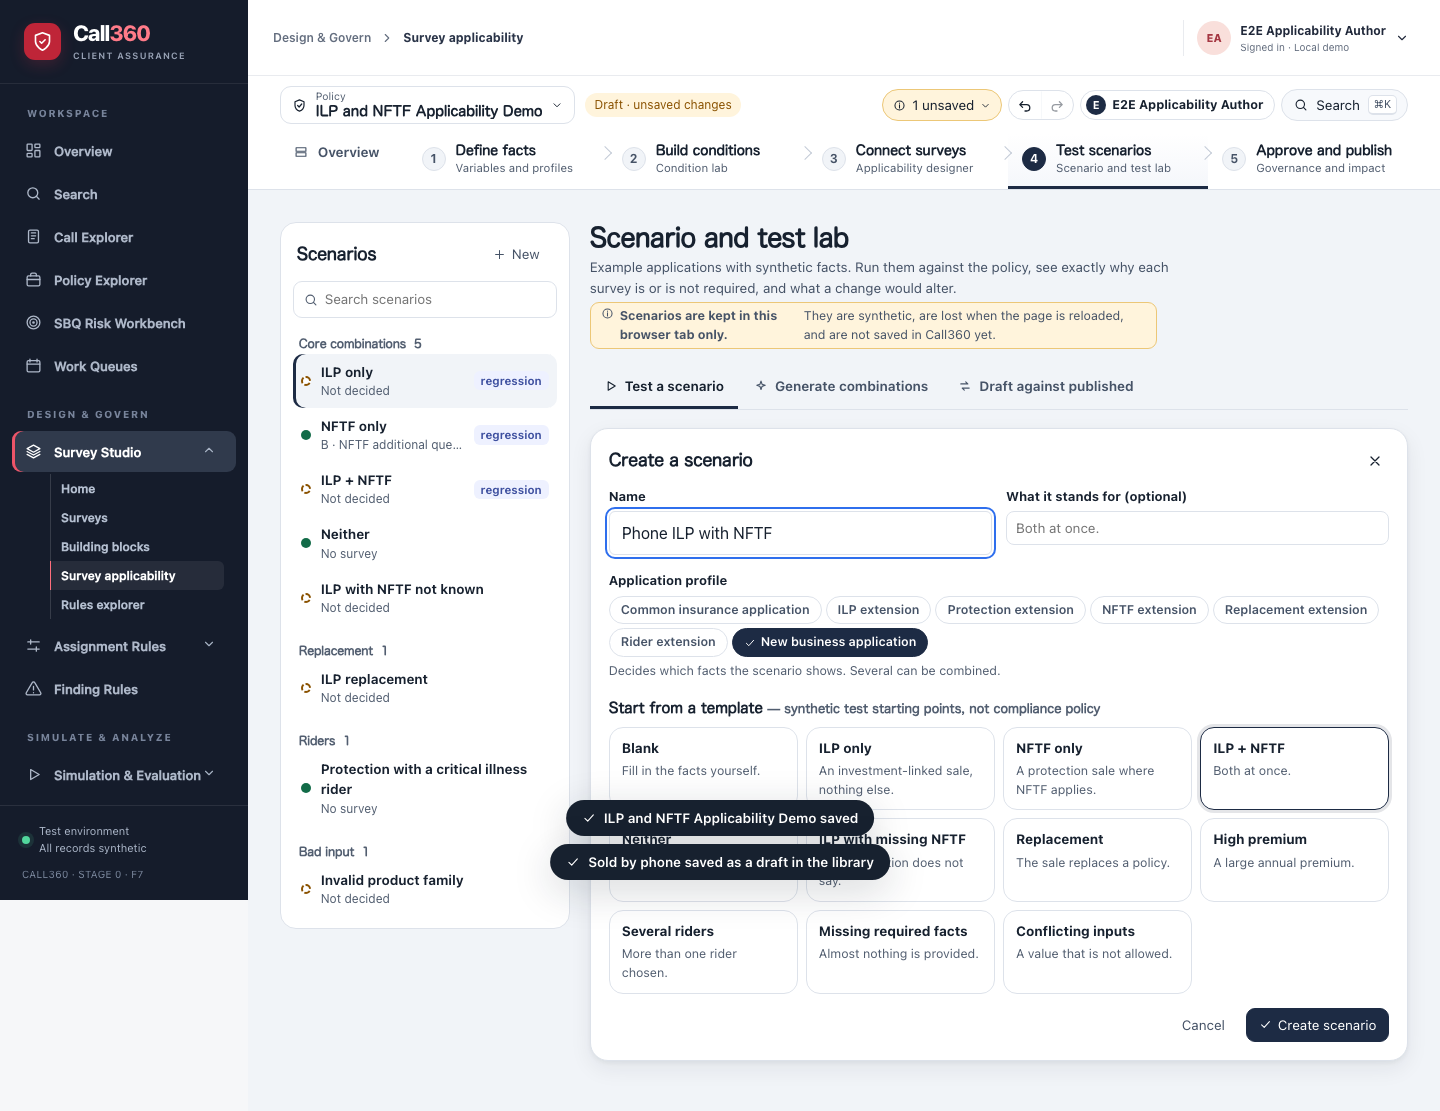 Call360
CLIENT ASSURANCE
WORKSPACE
Overview
Search
Call Explorer
Policy Explorer
SBQ Risk Workbench
Work Queues
DESIGN & GOVERN
Survey Studio
Home
Surveys
Building blocks
Survey applicability
Rules explorer
Assignment Rules
Finding Rules
SIMULATE & ANALYZE
Simulation & Evaluation
Test environment
All records synthetic
CALL360 · STAGE 0 · F7
Design & Govern > Survey applicability
EA
E2E Applicability Author
Signed in · Local demo
Policy
ILP and NFTF Applicability Demo
Draft · unsaved changes
1 unsaved
E E2E Applicability Author
Search ⌘K
Overview
1 Define facts
Variables and profiles
2 Build conditions
Condition lab
3 Connect surveys
Applicability designer
4 Test scenarios
Scenario and test lab
5 Approve and publish
Governance and impact
Scenarios
+ New
Search scenarios
Core combinations 5
ILP only
Not decided
regression
NFTF only
B · NFTF additional que...
regression
ILP + NFTF
Not decided
regression
Neither
No survey
ILP with NFTF not known
Not decided
Replacement 1
ILP replacement
Not decided
Riders 1
Protection with a critical illness
rider
No survey
Bad input 1
Invalid product family
Not decided
Scenario and test lab
Example applications with synthetic facts. Run them against the policy, see exactly why each
survey is or is not required, and what a change would alter.
Scenarios are kept in this
browser tab only.
They are synthetic, are lost when the page is reloaded,
and are not saved in Call360 yet.
Test a scenario
Generate combinations
Draft against published
Create a scenario
Name
Phone ILP with NFTF
What it stands for (optional)
Both at once.
Application profile
Common insurance application
ILP extension
Protection extension
NFTF extension
Replacement extension
Rider extension
New business application
Decides which facts the scenario shows. Several can be combined.
Start from a template — synthetic test starting points, not compliance policy
Blank
Fill in the facts yourself.
ILP only
An investment-linked sale,
nothing else.
NFTF only
A protection sale where
NFTF applies.
ILP + NFTF
Both at once.
ILP and NFTF Applicability Demo saved
Neither
ILP with missing NFTF
does not
say.
Sold by phone saved as a draft in the library
Replacement
The sale replaces a policy.
High premium
A large annual premium.
Several riders
More than one rider
chosen.
Missing required facts
Almost nothing is provided.
Conflicting inputs
A value that is not allowed.
Cancel
Create scenario